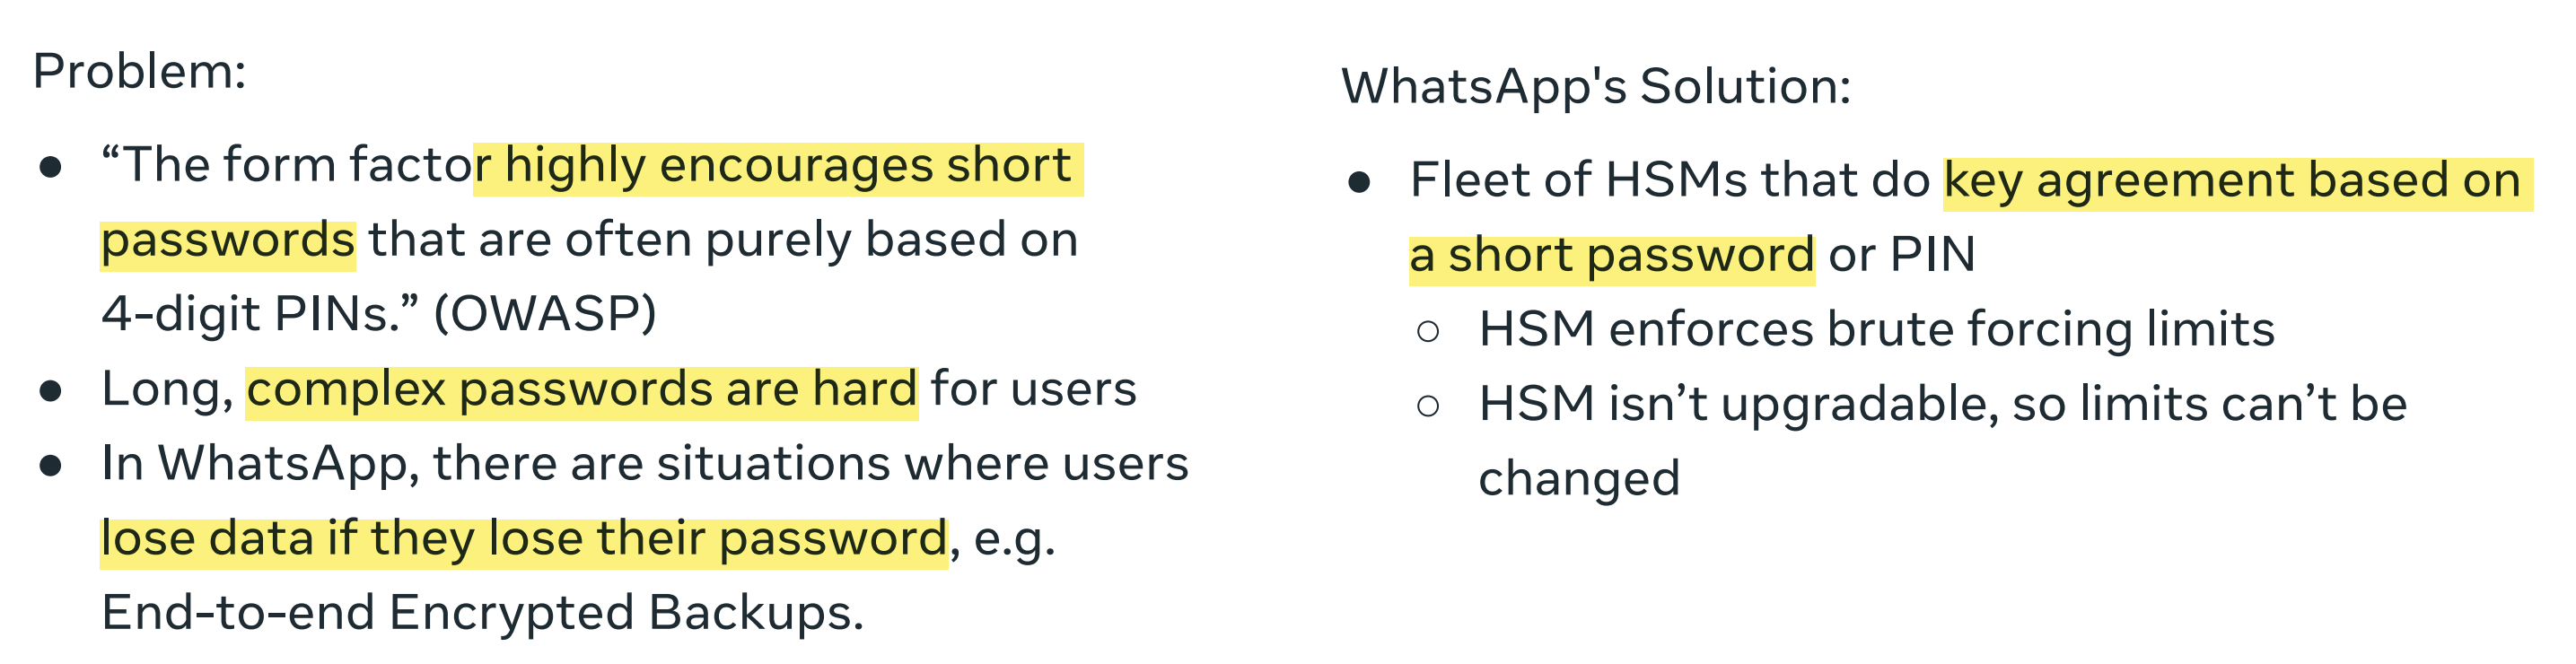 Problem:
● “The form factor highly encourages short
passwords that are often purely based on
4-digit PINs.” (OWASP)
● Long, complex passwords are hard for users
● In WhatsApp, there are situations where users
lose data if they lose their password, e.g.
End-to-end Encrypted Backups.
WhatsApp's Solution:
● Fleet of HSMs that do key agreement based on
a short password or PIN
○ HSM enforces brute forcing limits
○ HSM isn’t upgradable, so limits can’t be
changed